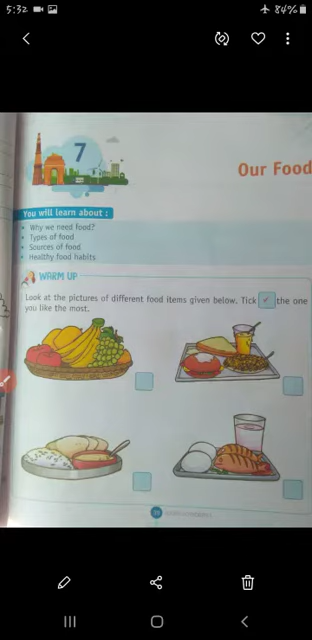 5:32
84%
7
Our Food
You will learn about :
• Why we need food?
• Types of food
• Sources of food
• Healthy food habits
WARM UP
Look at the pictures of different food items given below. Tick ✓ the one
you like the most.